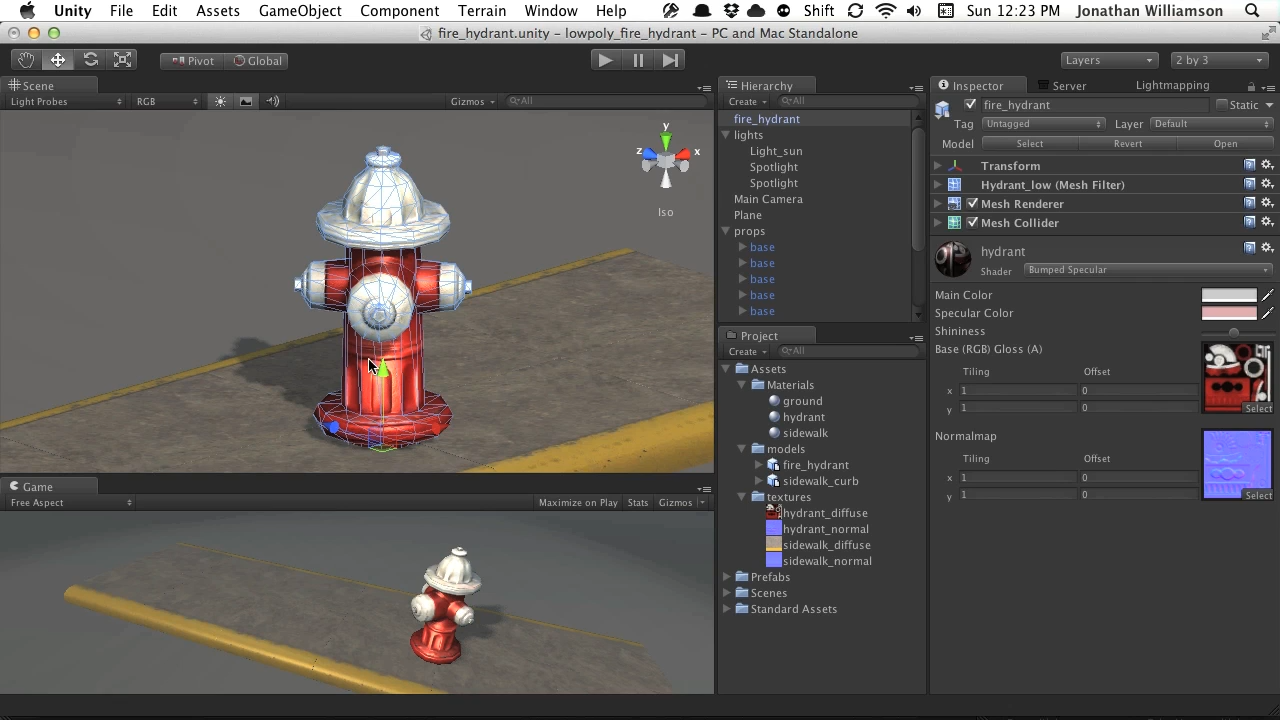 Unity File Edit Assets GameObject Component Terrain Window Help Shift Sun 12:23 PM Jonathan Williamson
fire_hydrant.unity – lowpoly_fire_hydrant – PC and Mac Standalone
Pivot Global Layers 2 by 3
Scene
Light Probes RGB Gizmos All
y
z x
Iso
Game
Free Aspect Maximize on Play Stats Gizmos
Hierarchy
Create All
fire_hydrant
lights
Light_sun
Spotlight
Spotlight
Main Camera
Plane
props
base
base
base
base
base
Project
Create All
Assets
Materials
ground
hydrant
sidewalk
models
fire_hydrant
sidewalk_curb
textures
hydrant_diffuse
hydrant_normal
sidewalk_diffuse
sidewalk_normal
Prefabs
Scenes
Standard Assets
Inspector Server Lightmapping
fire_hydrant Static
Tag Untagged Layer Default
Model Select Revert Open
Transform
Hydrant_low (Mesh Filter)
Mesh Renderer
Mesh Collider
hydrant
Shader Bumped Specular
Main Color
Specular Color
Shininess
Base (RGB) Gloss (A)
Tiling Offset
x 1 0
y 1 0
Select
Normalmap
Tiling Offset
x 1 0
y 1 0
Select